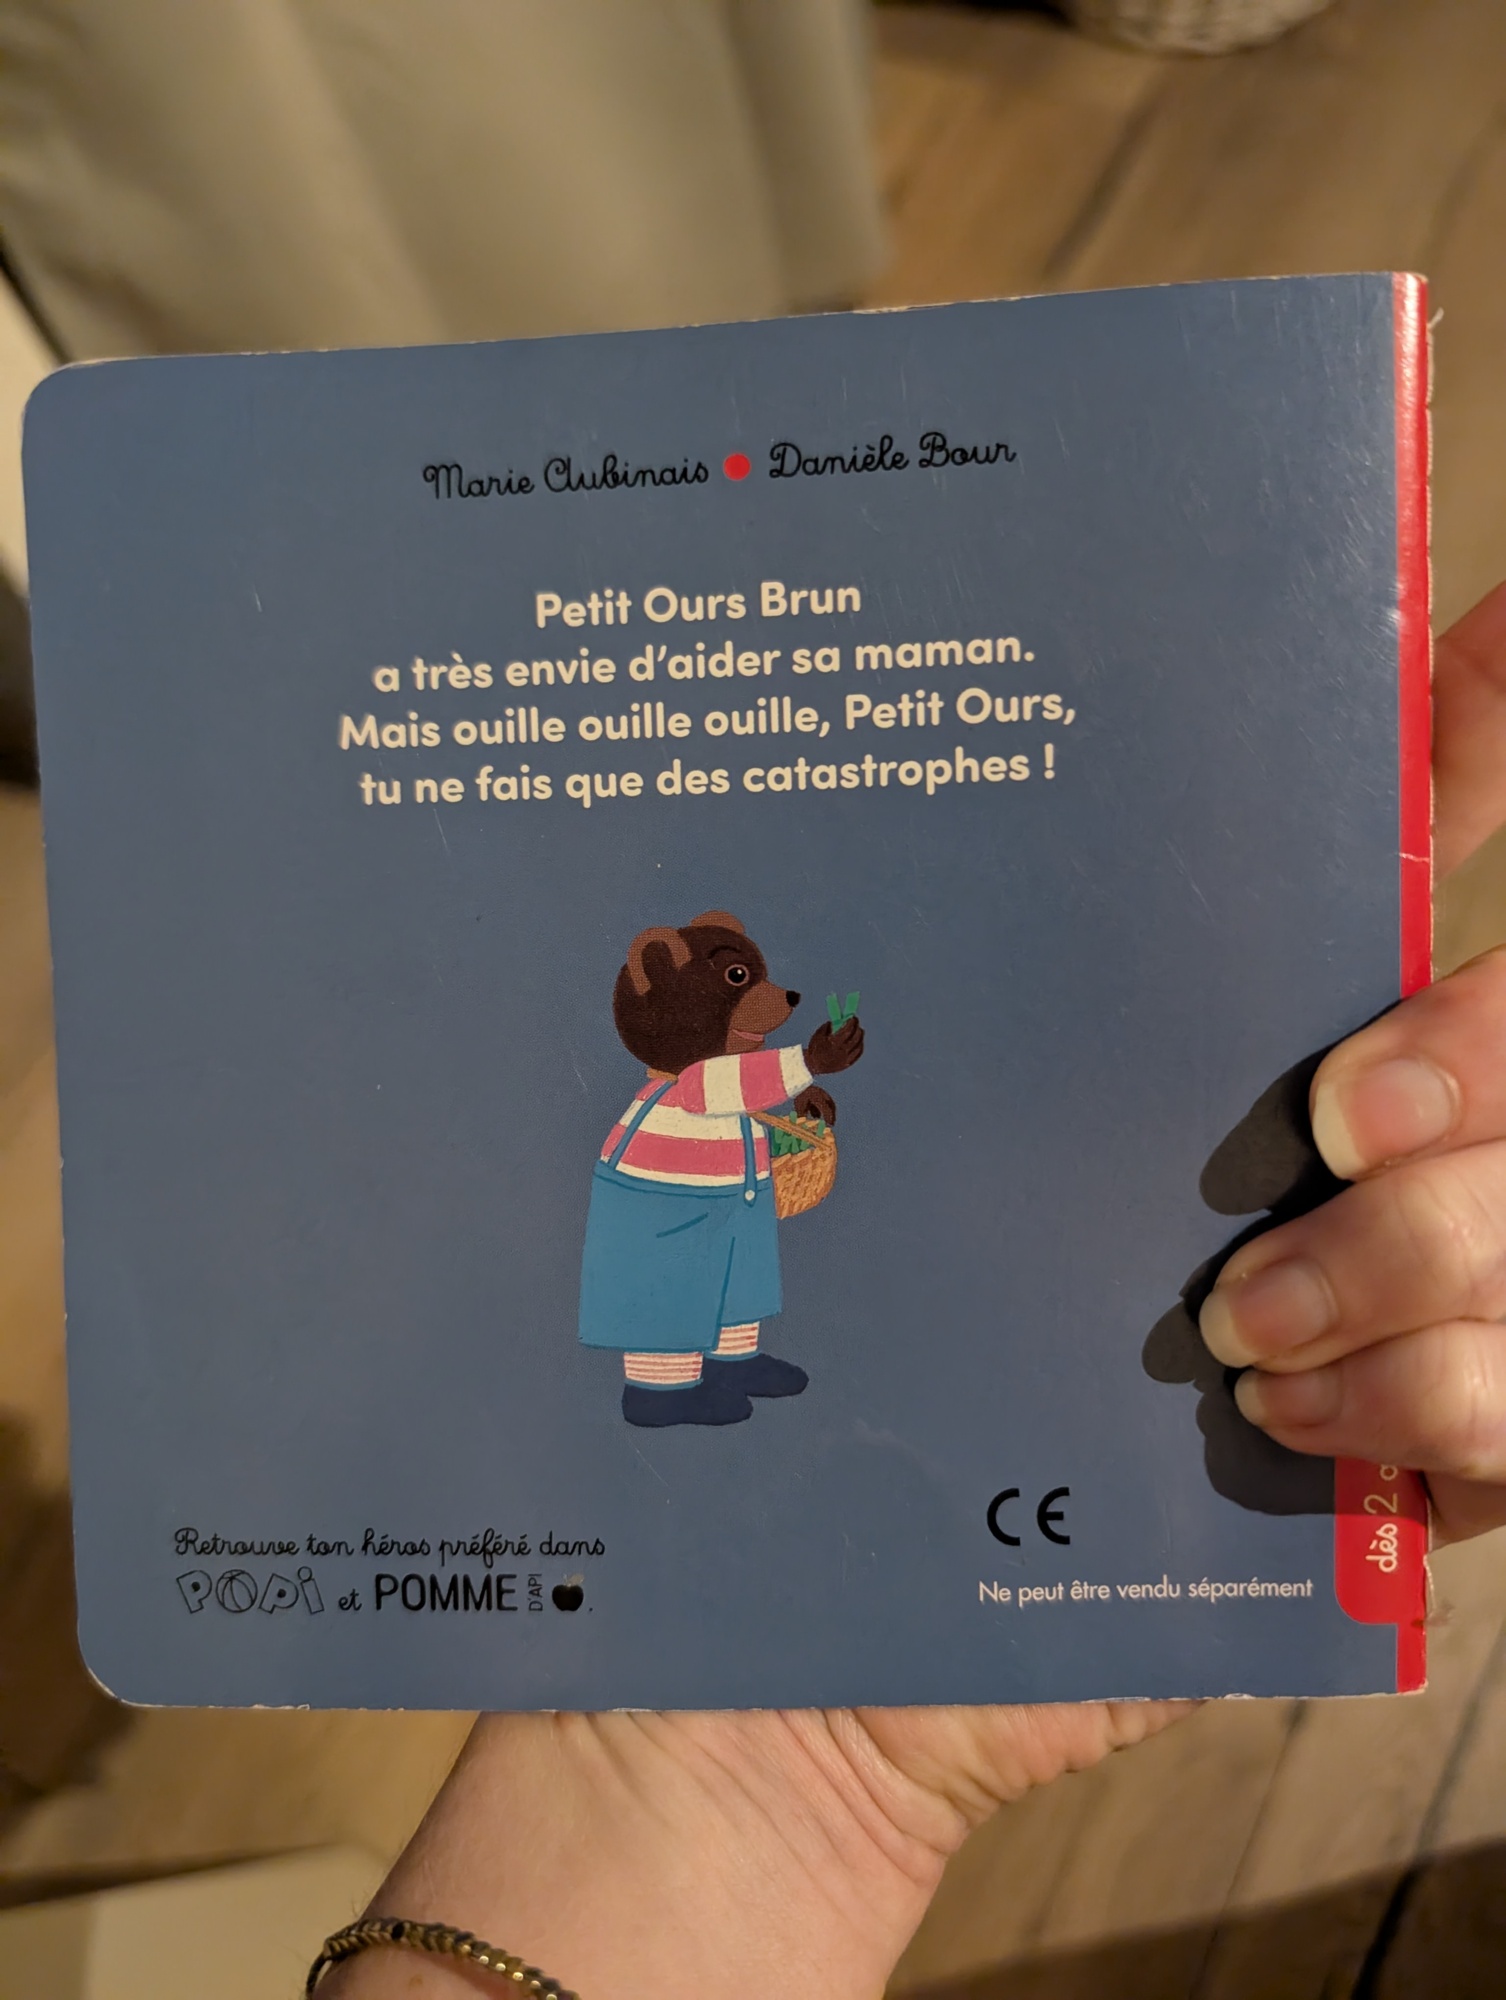 Marie Aubinais • Danièle Bour
Petit Ours Brun
a très envie d'aider sa maman.
Mais ouille ouille ouille, Petit Ours,
tu ne fais que des catastrophes !
Retrouve ton héros préféré dans
POPi et POMME D'API.
CE
Ne peut être vendu séparément
dès 2